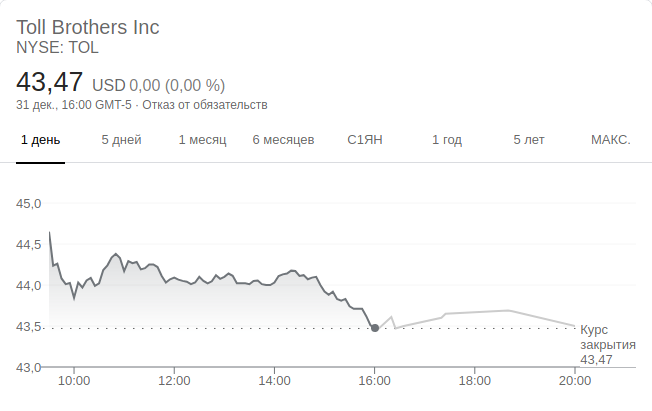 Toll Brothers Inc
NYSE: TOL
43,47 USD 0,00 (0,00 %)
31 дек., 16:00 GMT-5 · Отказ от обязательств
1 день 5 дней 1 месяц 6 месяцев С1ЯН 1 год 5 лет МАКС.
45,0
44,5
44,0
43,5
Курс
закрытия
43,47
43,0
10:00 12:00 14:00 16:00 18:00 20:00